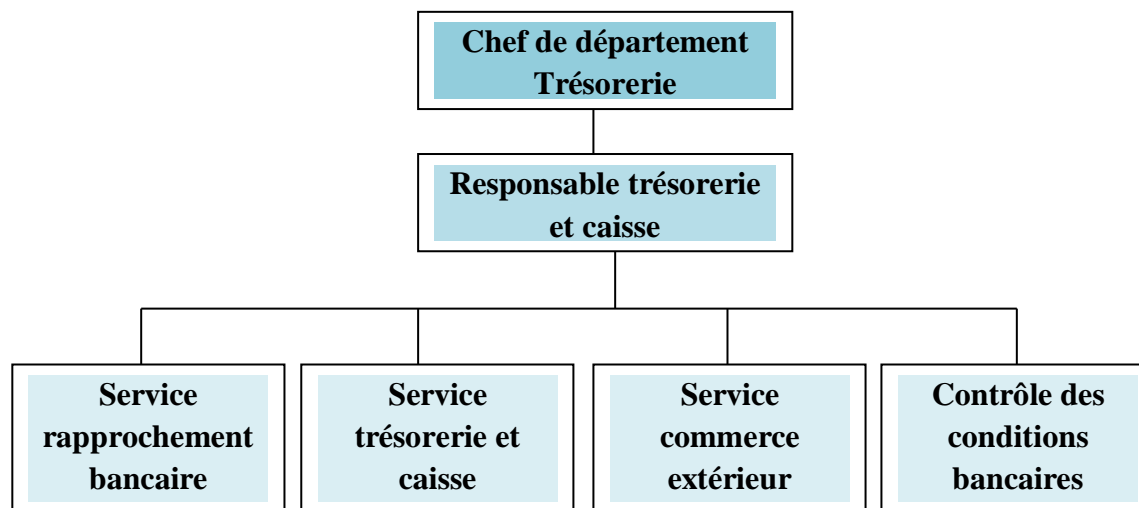 Chef de département
Trésorerie
Responsable trésorerie
et caisse
Service
rapprochement
bancaire
Service
trésorerie et
caisse
Service
commerce
extérieur
Contrôle des
conditions
bancaires